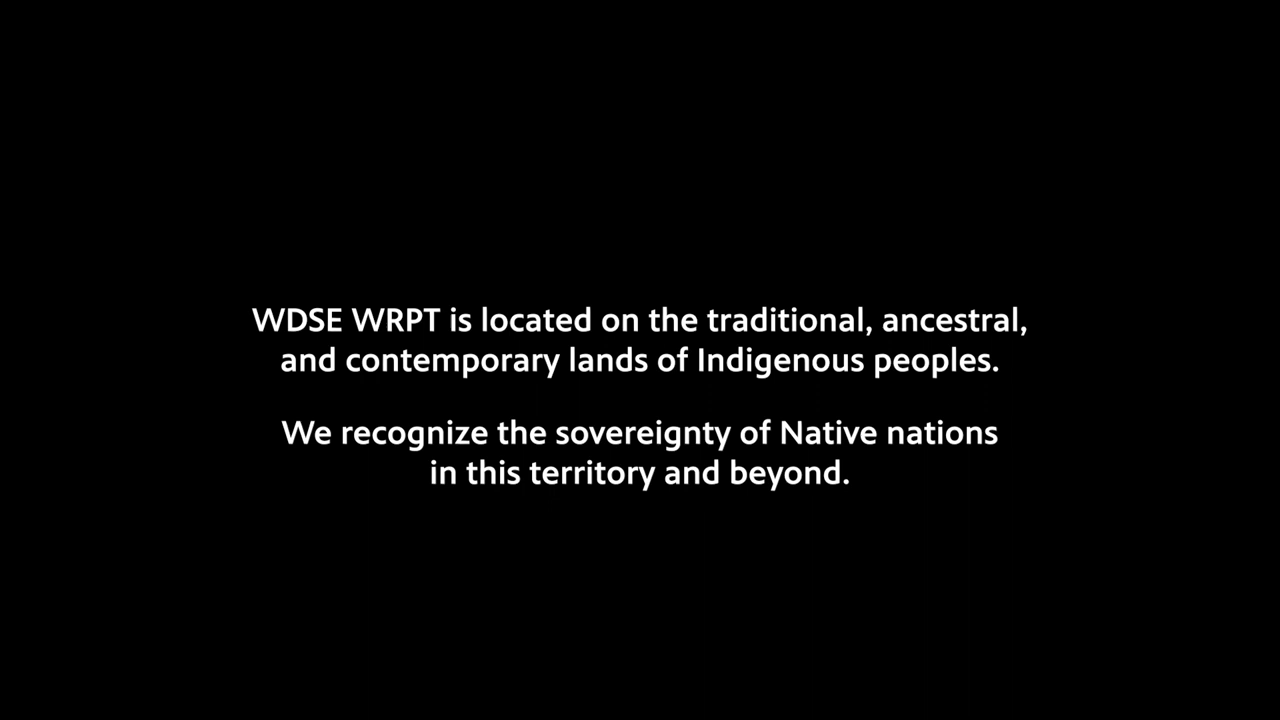 WDSE WRPT is located on the traditional, ancestral,
and contemporary lands of Indigenous peoples.
We recognize the sovereignty of Native nations
in this territory and beyond.